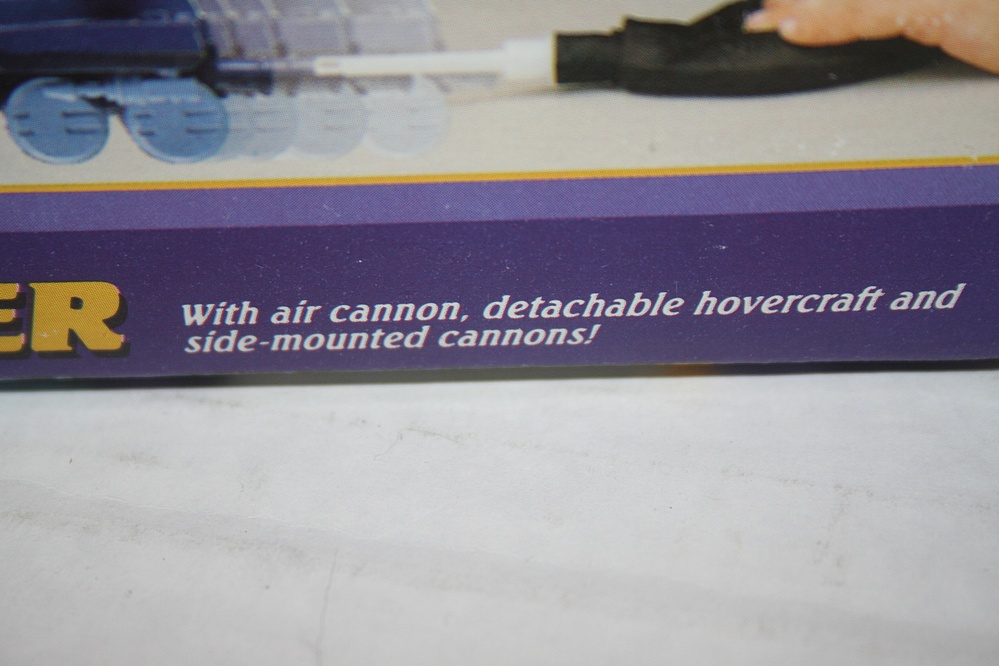 ER
With air cannon, detachable hovercraft and
side-mounted cannons!